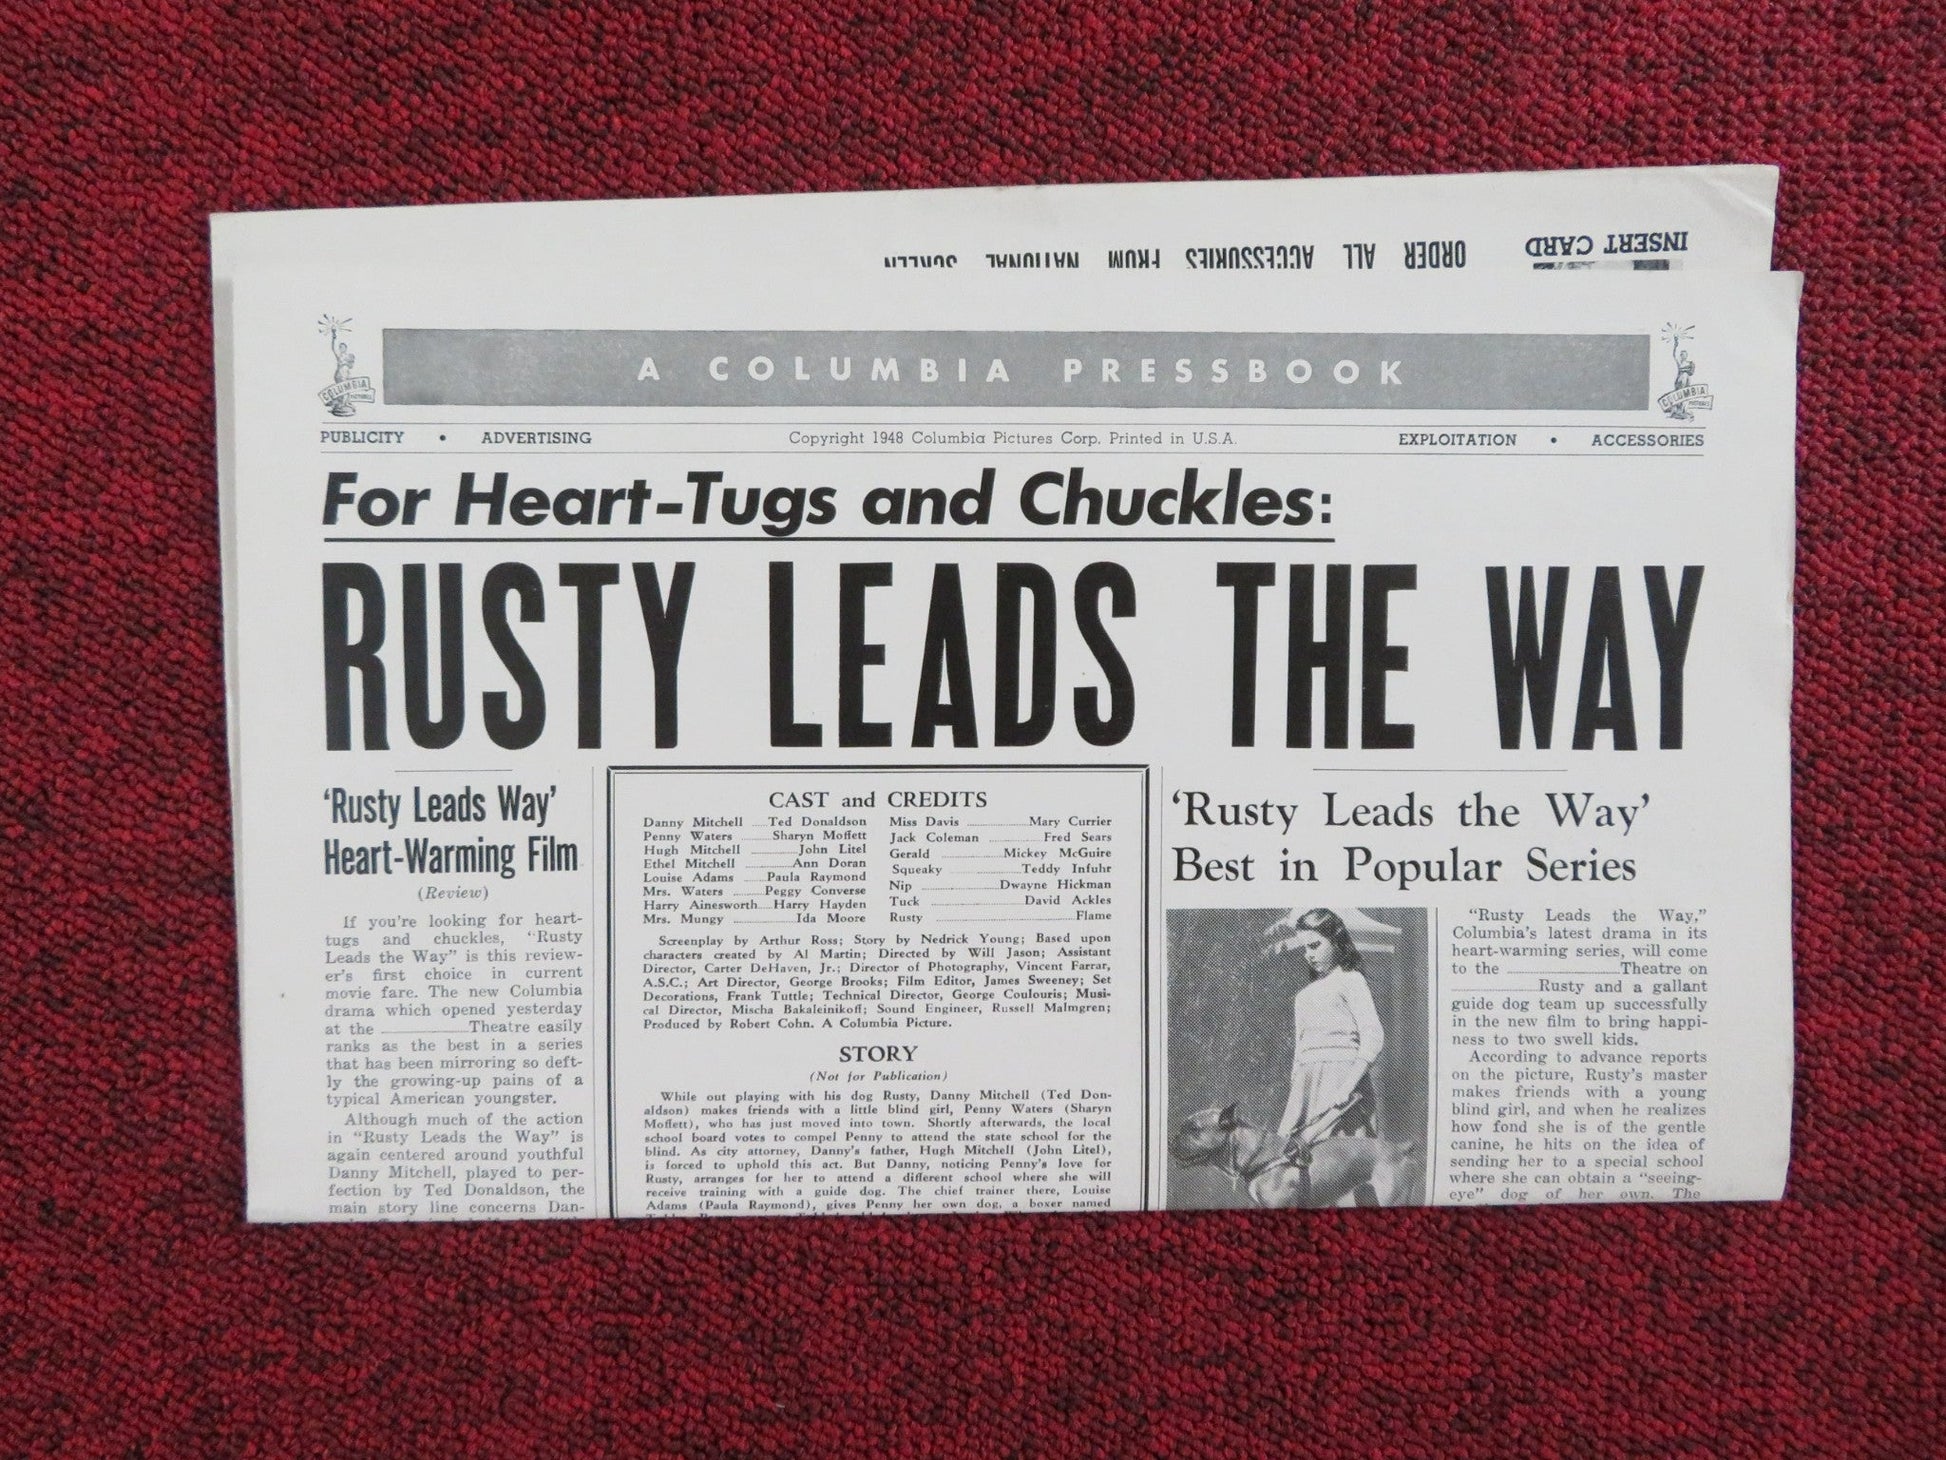 INSERT CARD
ORDER ALL ACCESSORIES FROM NATIONAL SCREEN
A COLUMBIA PRESSBOOK
COLUMBIA
PICTURES
COLUMBIA
PICTURES
PUBLICITY • ADVERTISING
Copyright 1948 Columbia Pictures Corp. Printed in U.S.A.
EXPLOITATION • ACCESSORIES
For Heart-Tugs and Chuckles:
RUSTY LEADS THE WAY
‘Rusty Leads Way’
Heart-Warming Film
(Review)
If you're looking for heart-
tugs and chuckles, “Rusty
Leads the Way” is this review-
er's first choice in current
movie fare. The new Columbia
drama which opened yesterday
at the ____________Theatre easily
ranks as the best in a series
that has been mirroring so deft-
ly the growing-up pains of a
typical American youngster.
Although much of the action
in “Rusty Leads the Way” is
again centered around youthful
Danny Mitchell, played to per-
fection by Ted Donaldson, the
main story line concerns Dan-
CAST and CREDITS
Danny Mitchell ....Ted Donaldson
Penny Waters ........Sharyn Moffett
Hugh Mitchell ............John Litel
Ethel Mitchell ............Ann Doran
Louise Adams ......Paula Raymond
Mrs. Waters ........Peggy Converse
Harry Ainesworth....Harry Hayden
Mrs. Mungy ................Ida Moore
Miss Davis ................Mary Currier
Jack Coleman ..............Fred Sears
Gerald ................Mickey McGuire
Squeaky ..................Teddy Infuhr
Nip ....................Dwayne Hickman
Tuck ........................David Ackles
Rusty ....................................Flame
Screenplay by Arthur Ross; Story by Nedrick Young; Based upon
characters created by Al Martin; Directed by Will Jason; Assistant
Director, Carter DeHaven, Jr.; Director of Photography, Vincent Farrar,
A.S.C.; Art Director, George Brooks; Film Editor, James Sweeney; Set
Decorations, Frank Tuttle; Technical Director, George Coulouris; Musi-
cal Director, Mischa Bakaleinikoff; Sound Engineer, Russell Malmgren;
Produced by Robert Cohn. A Columbia Picture.
STORY
(Not for Publication)
While out playing with his dog Rusty, Danny Mitchell (Ted Don-
aldson) makes friends with a little blind girl, Penny Waters (Sharyn
Moffett), who has just moved into town. Shortly afterwards, the local
school board votes to compel Penny to attend the state school for the
blind. As city attorney, Danny's father, Hugh Mitchell (John Litel),
is forced to uphold this act. But Danny, noticing Penny's love for
Rusty, arranges for her to attend a different school where she will
receive training with a guide dog. The chief trainer there, Louise
Adams (Paula Raymond), gives Penny her own dog, a boxer named
‘Rusty Leads the Way’
Best in Popular Series
“Rusty Leads the Way,”
Columbia's latest drama in its
heart-warming series, will come
to the ________________Theatre on
____________Rusty and a gallant
guide dog team up successfully
in the new film to bring happi-
ness to two swell kids.
According to advance reports
on the picture, Rusty's master
makes friends with a young
blind girl, and when he realizes
how fond she is of the gentle
canine, he hits on the idea of
sending her to a special school
where she can obtain a “seeing-
eye” dog of her own. The